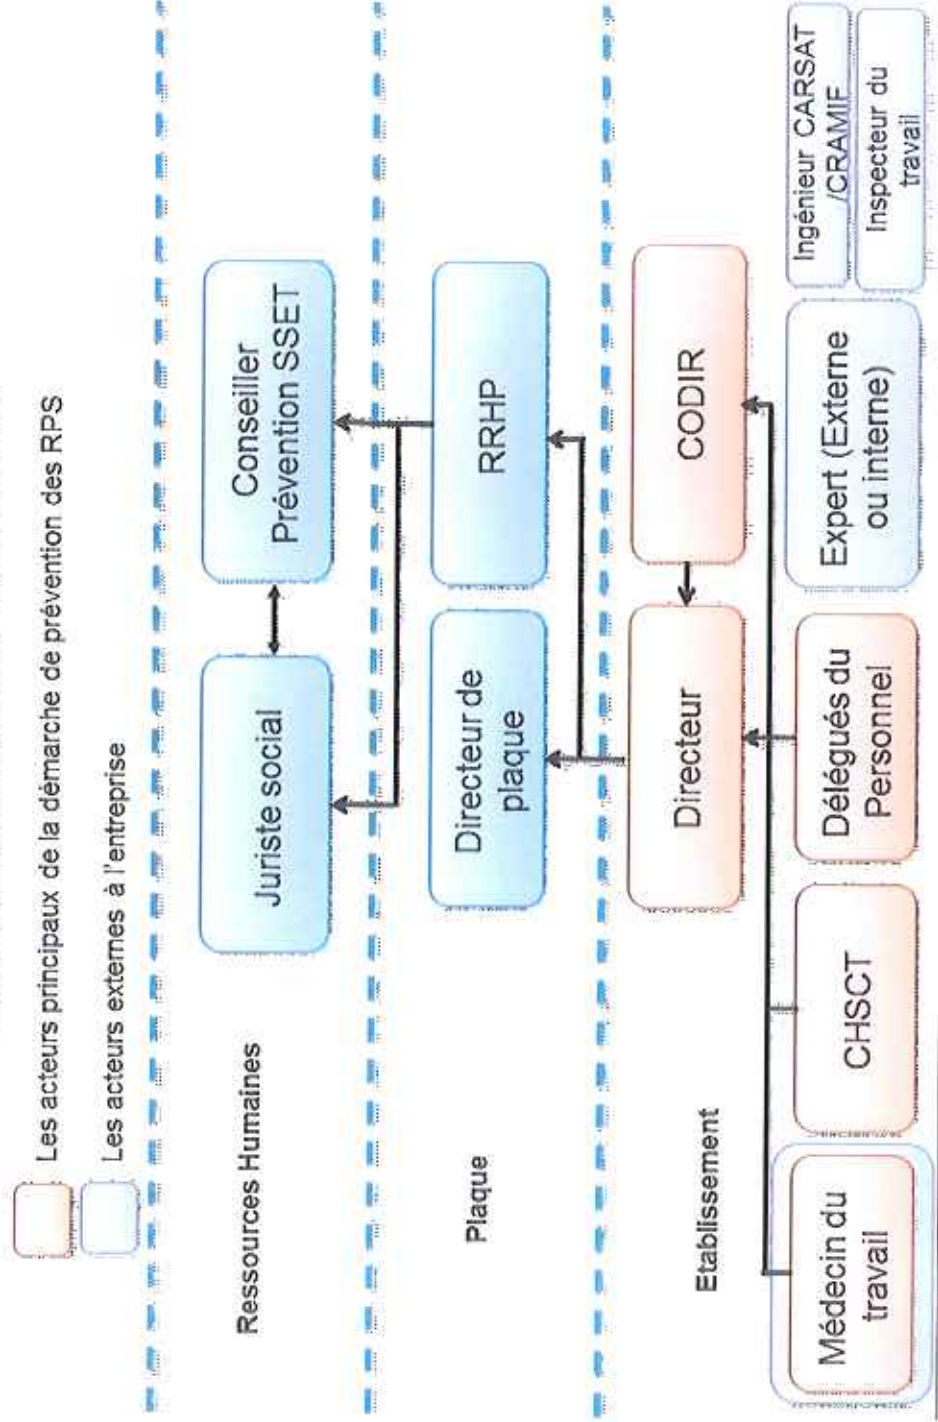 Les acteurs principaux de la démarche de prévention des RPS
Les acteurs externes à l'entreprise
Ressources Humaines
Juriste social
Conseiller
Prévention SSET
Plaque
Directeur de
plaque
RRHP
Etablissement
Directeur
CODIR
Médecin du
travail
CHSCT
Délégués du
Personnel
Expert (Externe
ou interne)
Ingénieur CARSAT
/CRAMIF
Inspecteur du
travail